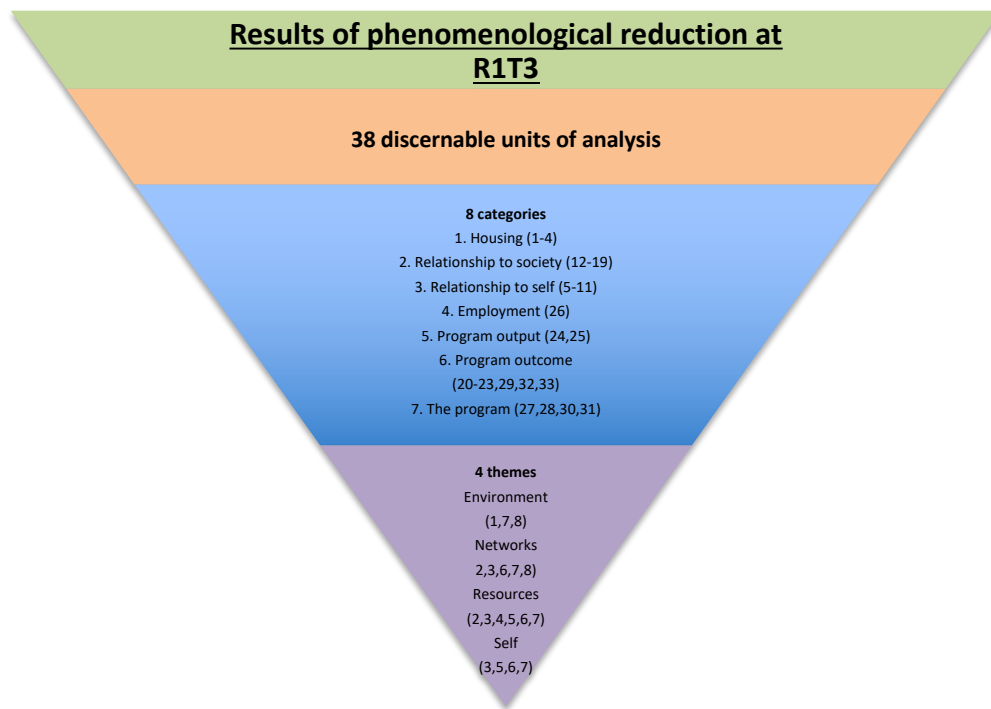 Results of phenomenological reduction at
R1T3
38 discernable units of analysis
8 categories
1. Housing (1-4)
2. Relationship to society (12-19)
3. Relationship to self (5-11)
4. Employment (26)
5. Program output (24,25)
6. Program outcome
(20-23,29,32,33)
7. The program (27,28,30,31)
4 themes
Environment
(1,7,8)
Networks
2,3,6,7,8)
Resources
(2,3,4,5,6,7)
Self
(3,5,6,7)